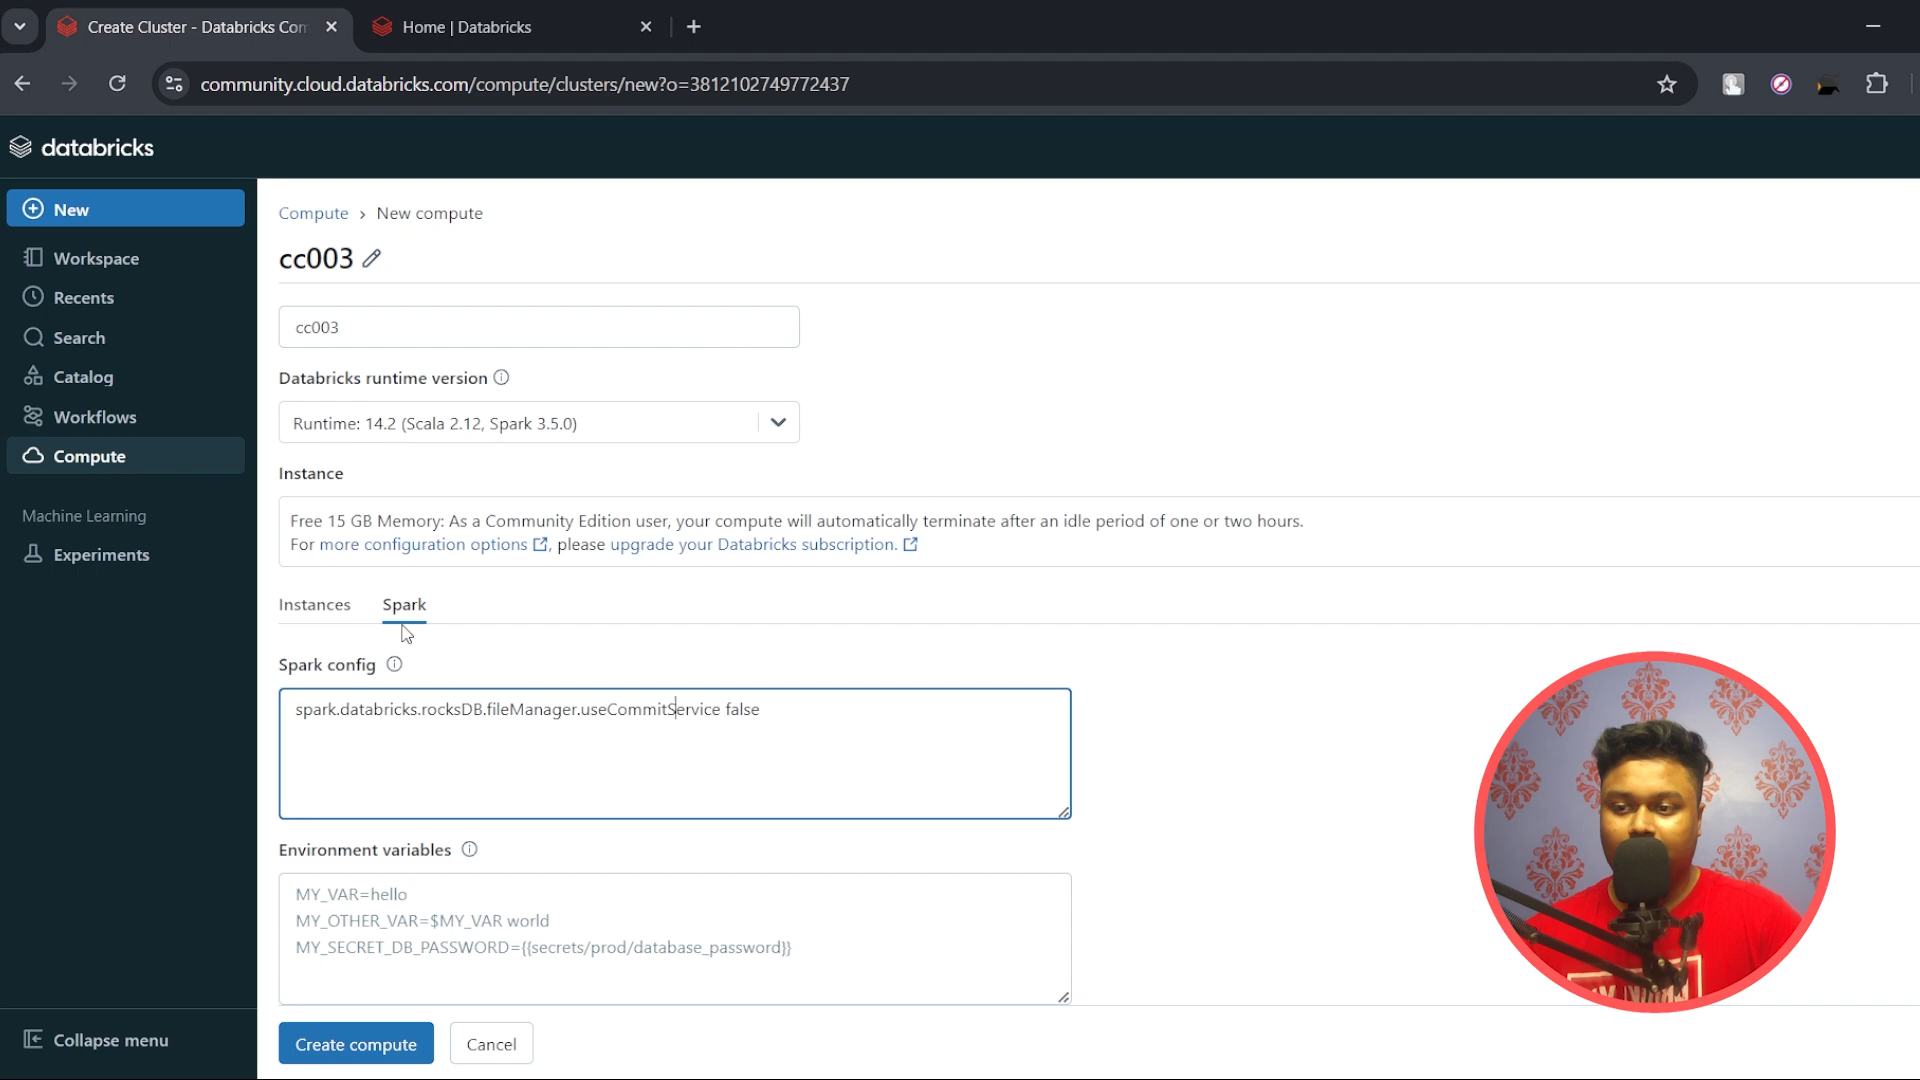 Create Cluster - Databricks Com
Home | Databricks
community.cloud.databricks.com/compute/clusters/new?o=3812102749772437
databricks
New
Workspace
Recents
Search
Catalog
Workflows
Compute
Machine Learning
Experiments
Collapse menu
Compute › New compute
cc003
cc003
Databricks runtime version
Runtime: 14.2 (Scala 2.12, Spark 3.5.0)
Instance
Free 15 GB Memory: As a Community Edition user, your compute will automatically terminate after an idle period of one or two hours.
For more configuration options, please upgrade your Databricks subscription.
Instances Spark
Spark config
spark.databricks.rocksDB.fileManager.useCommitService false
Environment variables
MY_VAR=hello
MY_OTHER_VAR=$MY_VAR world
MY_SECRET_DB_PASSWORD={{secrets/prod/database_password}}
Create compute Cancel